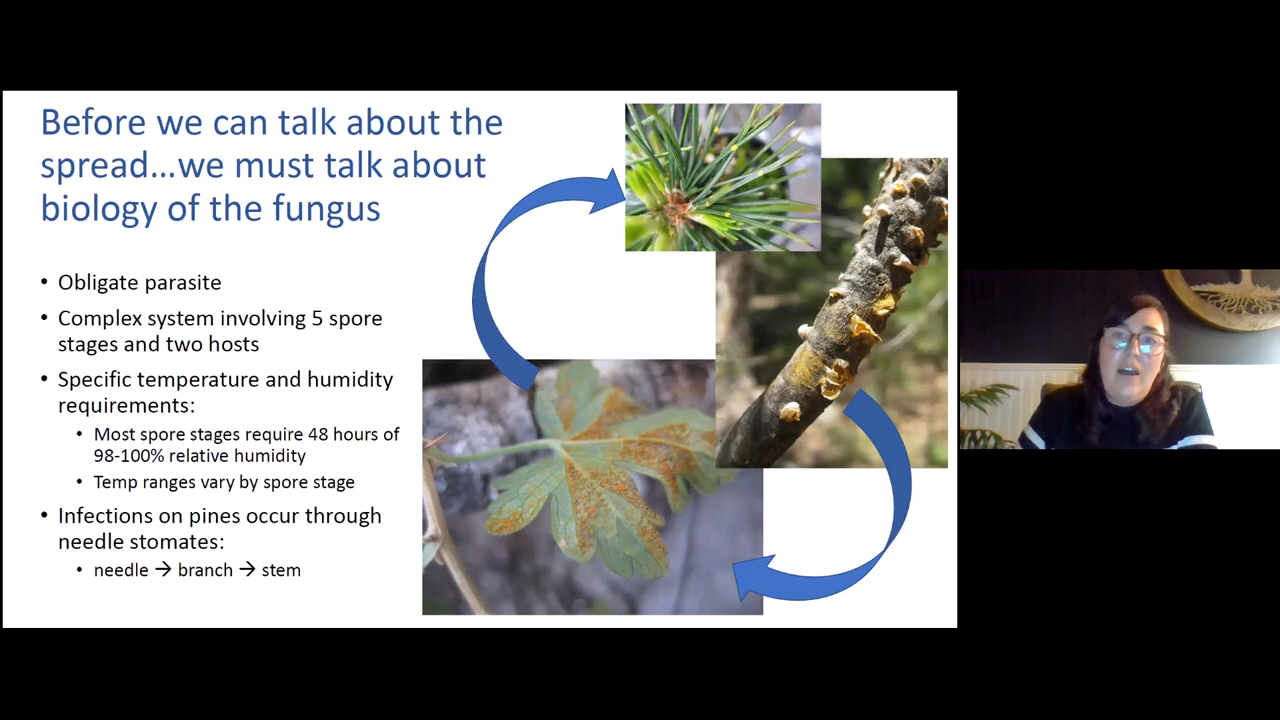 Before we can talk about the
spread...we must talk about
biology of the fungus
• Obligate parasite
• Complex system involving 5 spore
stages and two hosts
• Specific temperature and humidity
requirements:
• Most spore stages require 48 hours of
98-100% relative humidity
• Temp ranges vary by spore stage
• Infections on pines occur through
needle stomates:
• needle → branch → stem